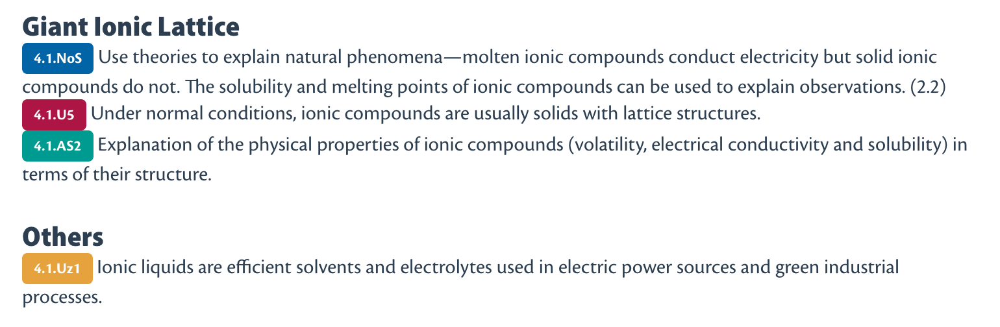 Giant Ionic Lattice
4.1.NoS Use theories to explain natural phenomena—molten ionic compounds conduct electricity but solid ionic
compounds do not. The solubility and melting points of ionic compounds can be used to explain observations. (2.2)
4.1.U5 Under normal conditions, ionic compounds are usually solids with lattice structures.
4.1.AS2 Explanation of the physical properties of ionic compounds (volatility, electrical conductivity and solubility) in
terms of their structure.
Others
4.1.Uz1 Ionic liquids are efficient solvents and electrolytes used in electric power sources and green industrial
processes.